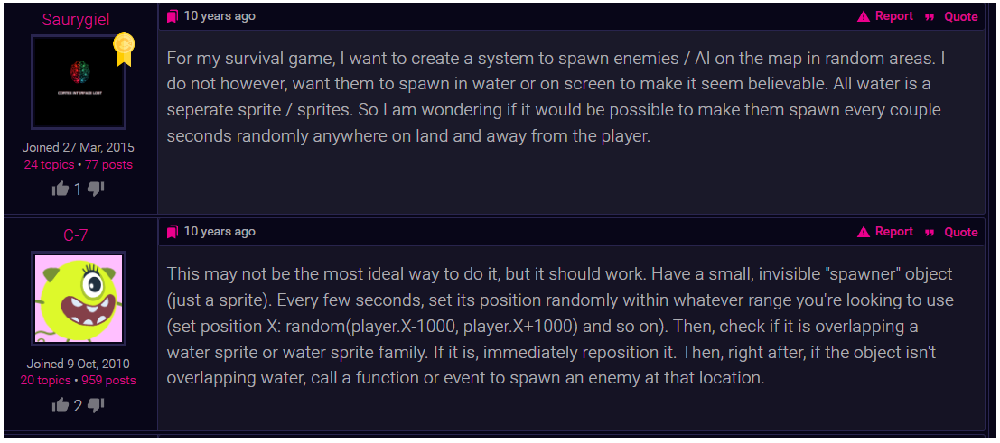 Saurygiel
10 years ago
Report
Quote
CORTEX INTERFACE LOST
For my survival game, I want to create a system to spawn enemies / AI on the map in random areas. I
do not however, want them to spawn in water or on screen to make it seem believable. All water is a
seperate sprite / sprites. So I am wondering if it would be possible to make them spawn every couple
seconds randomly anywhere on land and away from the player.
Joined 27 Mar, 2015
24 topics • 77 posts
1
C-7
10 years ago
Report
Quote
This may not be the most ideal way to do it, but it should work. Have a small, invisible "spawner" object
(just a sprite). Every few seconds, set its position randomly within whatever range you're looking to use
(set position X: random(player.X-1000, player.X+1000) and so on). Then, check if it is overlapping a
water sprite or water sprite family. If it is, immediately reposition it. Then, right after, if the object isn't
overlapping water, call a function or event to spawn an enemy at that location.
Joined 9 Oct, 2010
20 topics • 959 posts
2